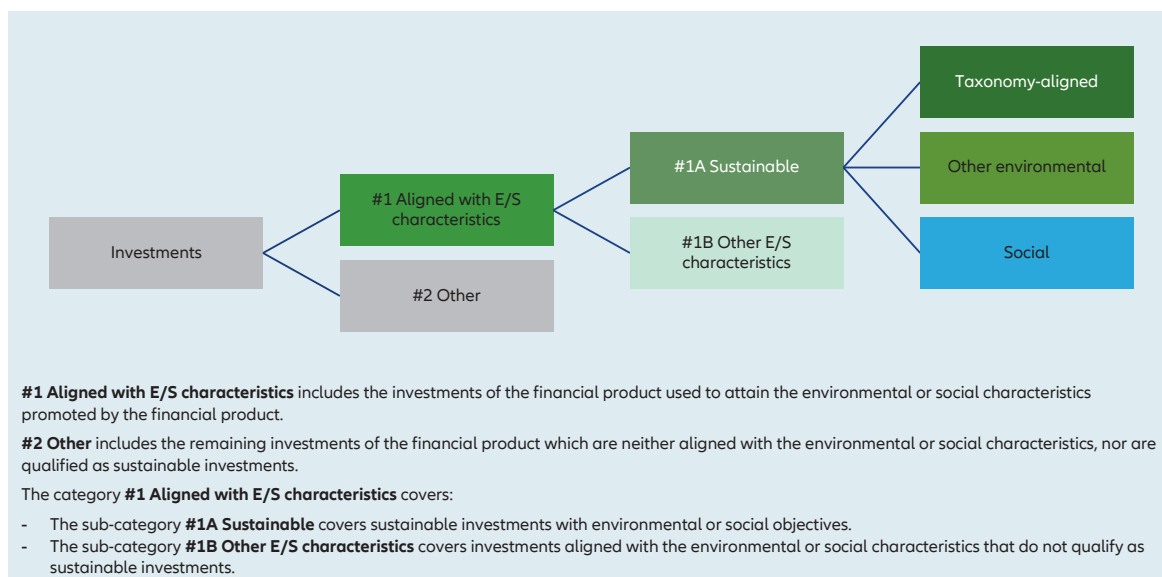 Taxonomy-aligned
#1A Sustainable
Other environmental
#1 Aligned with E/S
characteristics
Investments
#1B Other E/S
characteristics
Social
#2 Other
#1 Aligned with E/S characteristics includes the investments of the financial product used to attain the environmental or social characteristics
promoted by the financial product.
#2 Other includes the remaining investments of the financial product which are neither aligned with the environmental or social characteristics, nor are
qualified as sustainable investments.
The category #1 Aligned with E/S characteristics covers:
- The sub-category #1A Sustainable covers sustainable investments with environmental or social objectives.
- The sub-category #1B Other E/S characteristics covers investments aligned with the environmental or social characteristics that do not qualify as
sustainable investments.